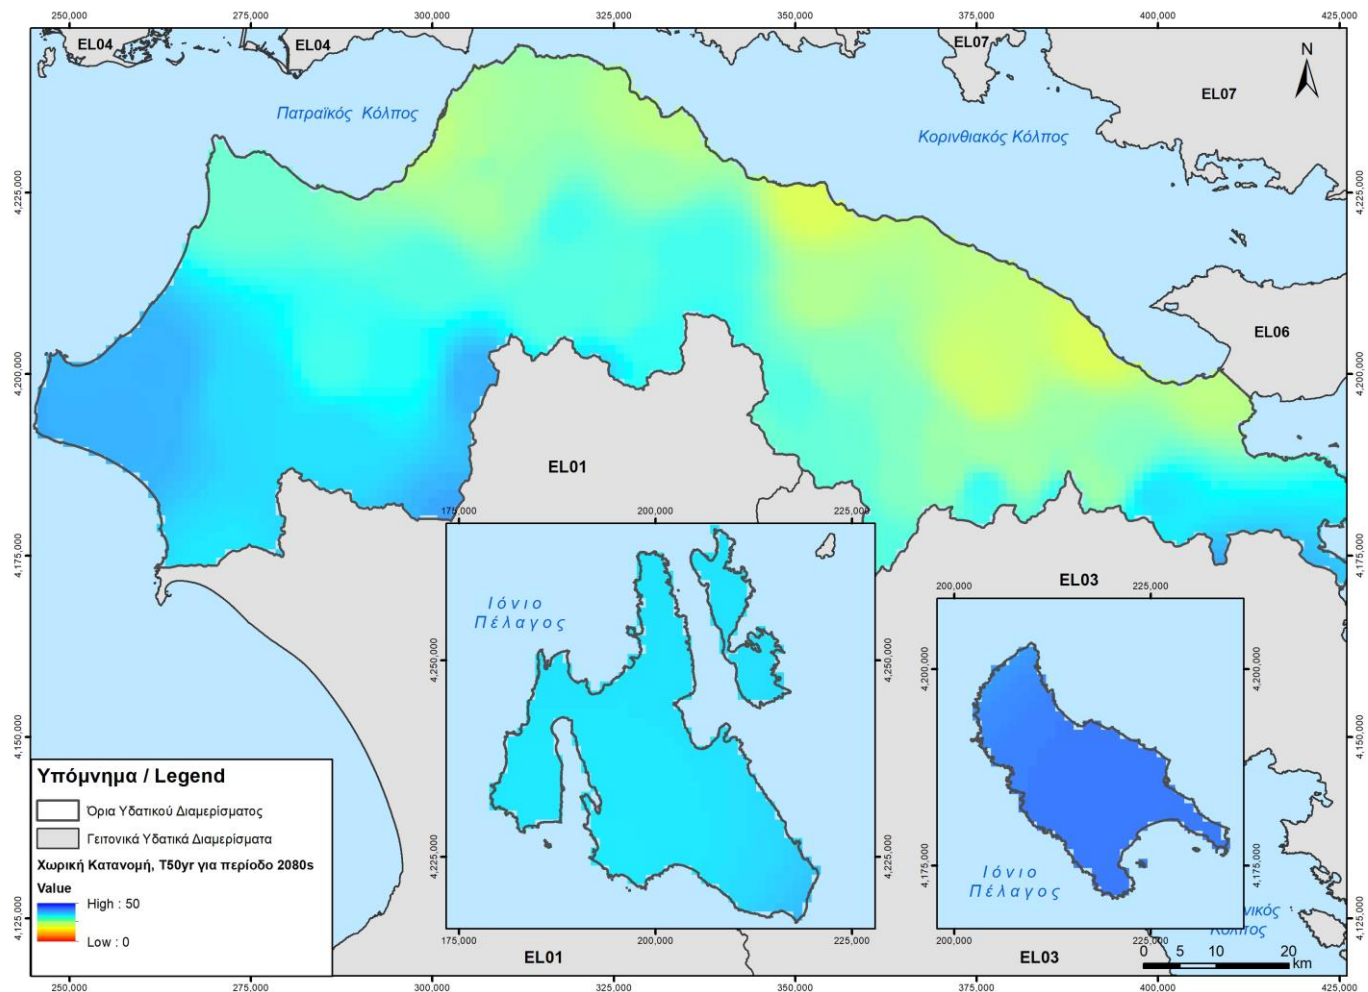 250,000 275,000 300,000 325,000 350,000 375,000 400,000 425,000
EL04 EL04 EL07
N
EL07
Πατραϊκός Κόλπος
Κορινθιακός Κόλπος
4,225,000 4,225,000
EL06
4,200,000 4,200,000
EL01
175,000 200,000 225,000
4,175,000 4,175,000
EL03
200,000 225,000
Ιόνιο
Πέλαγος
4,250,000 4,250,000
4,200,000 4,200,000
4,150,000 4,150,000
Υπόμνημα / Legend
Όρια Υδατικού Διαμερίσματος
Γειτονικά Υδατικά Διαμερίσματα
Χωρική Κατανομή, T50yr για περίοδο 2080s
Value
High : 50
Low : 0
4,225,000 4,225,000
4,175,000 4,175,000
Ιόνιο
Πέλαγος
4,125,000 4,125,000
νικός
Κόλπος
175,000 200,000 225,000
200,000 225,000
EL01 EL03
0 5 10 20
km
250,000 275,000 300,000 325,000 350,000 375,000 400,000 425,000